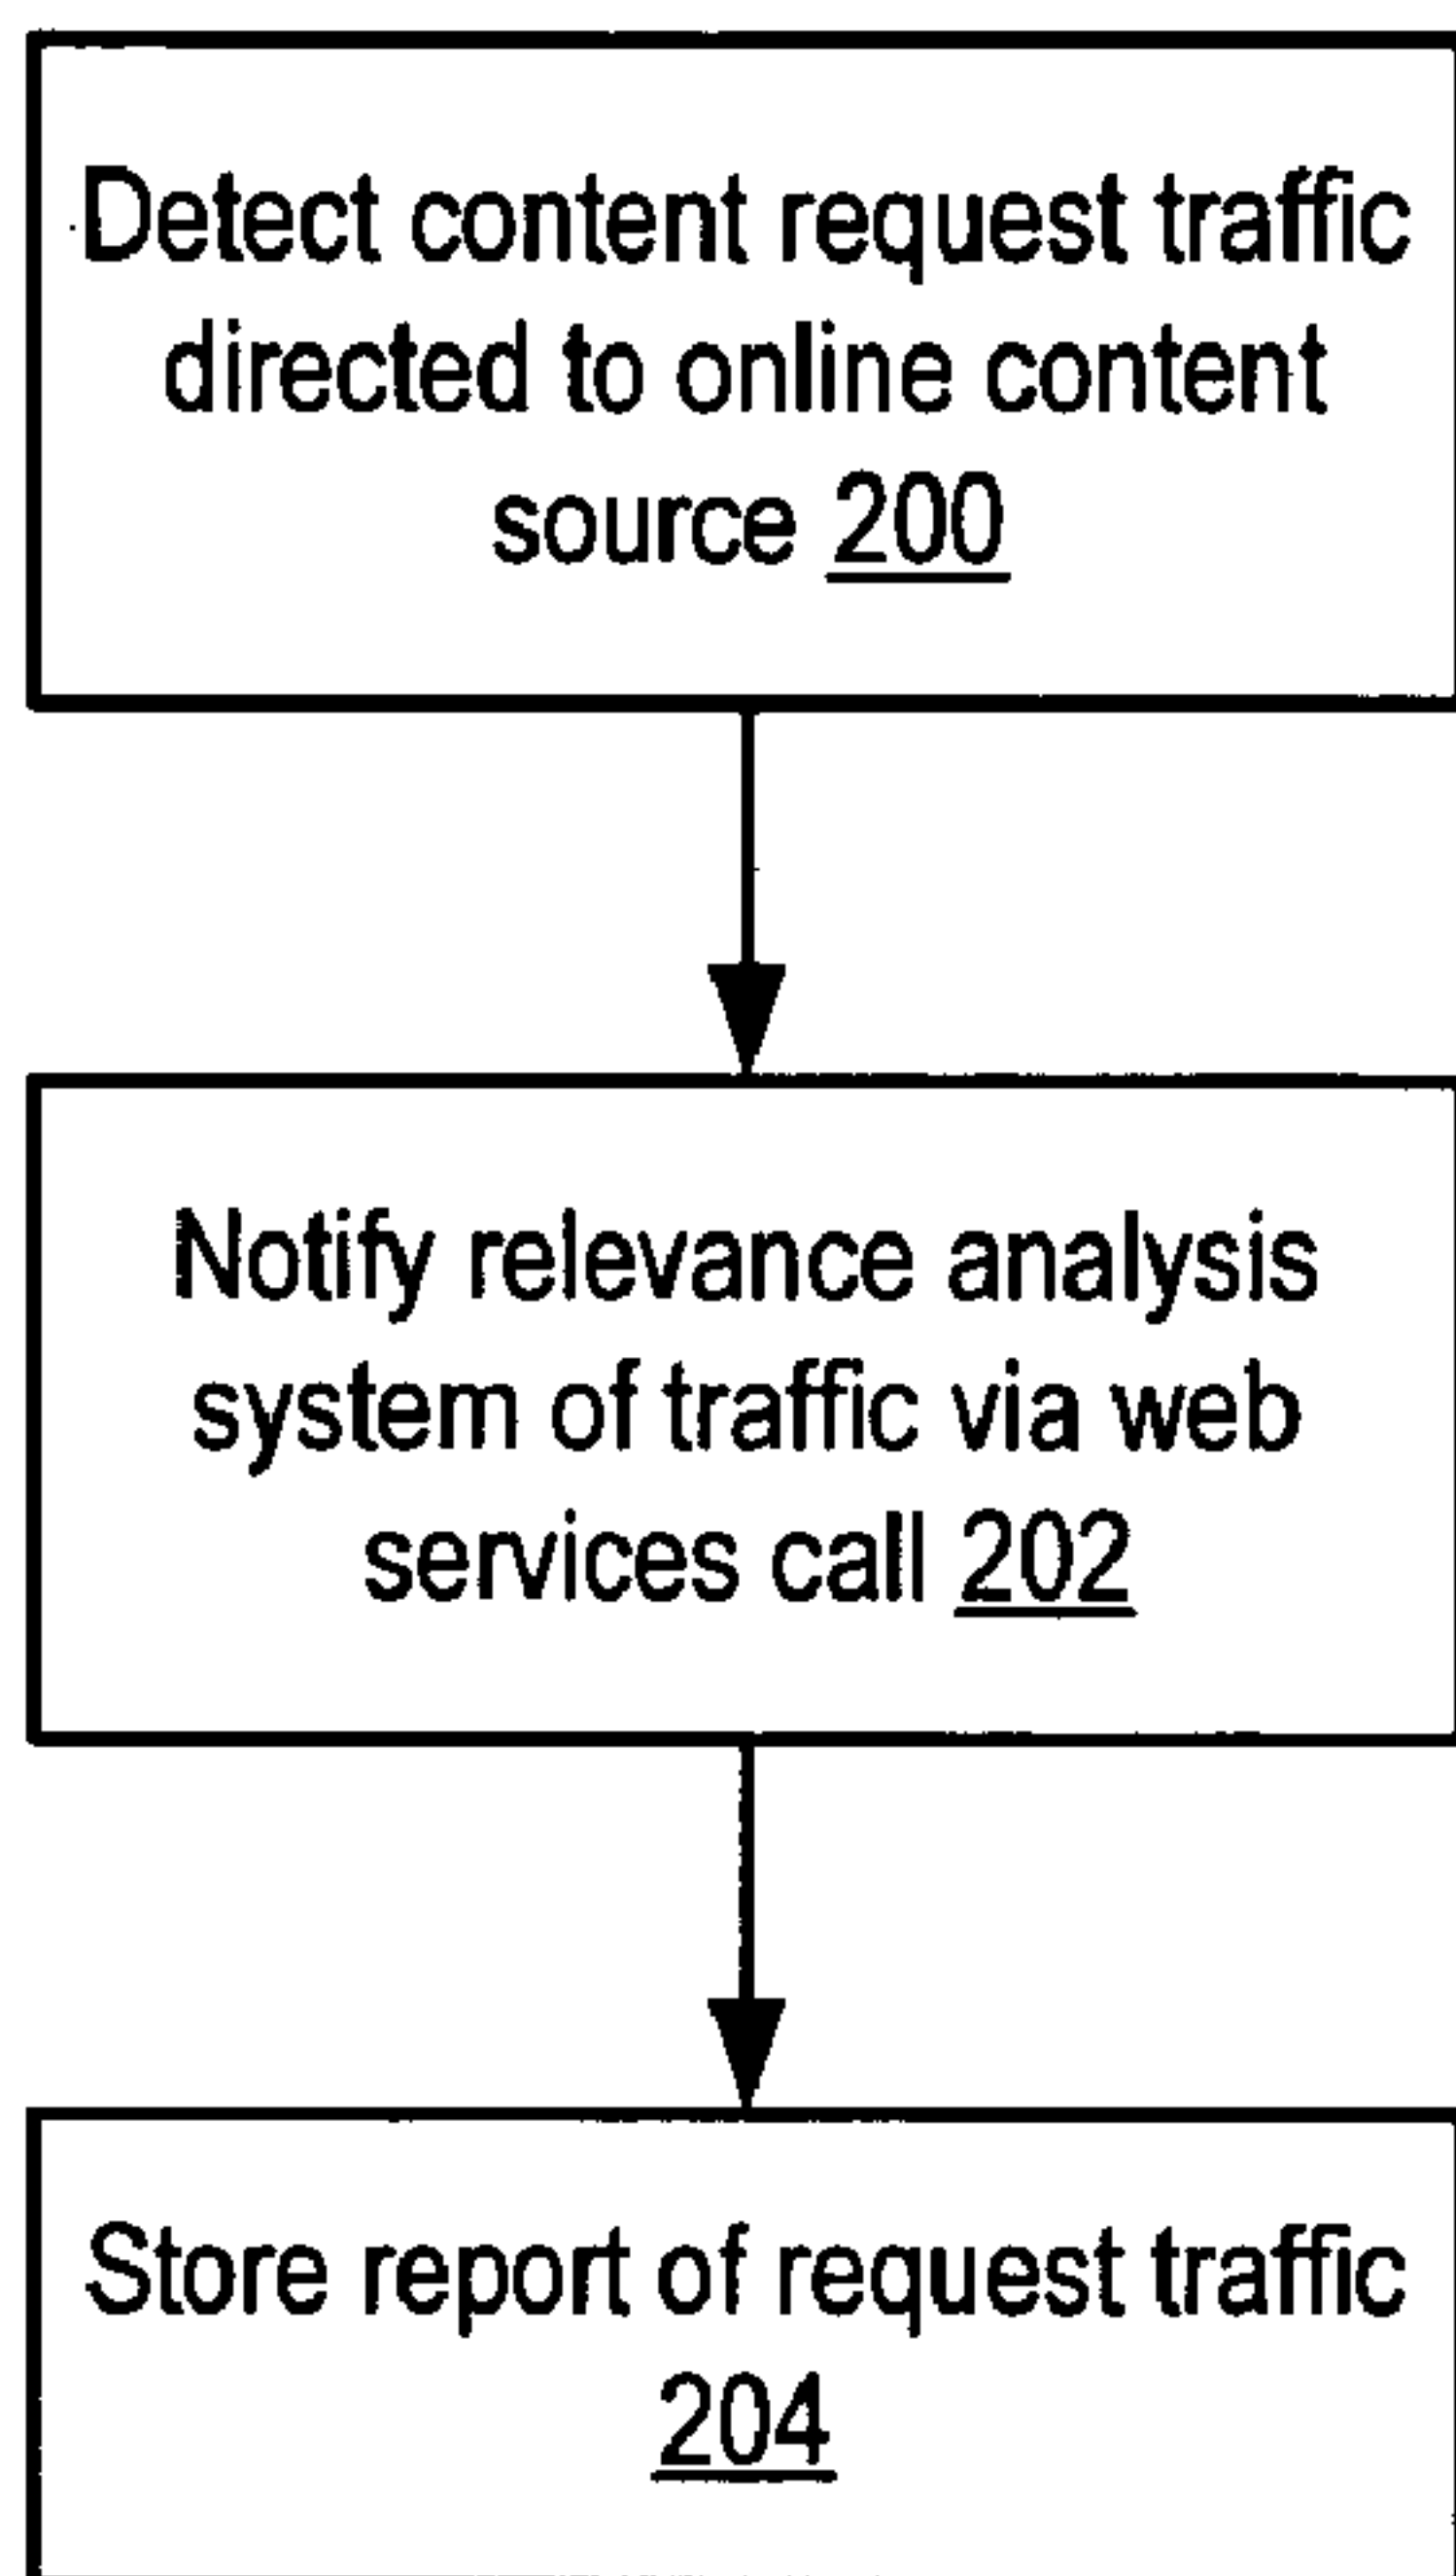 Detect content request traffic
directed to online content
source 200
Notify relevance analysis
system of traffic via web
services call 202
Store report of request traffic
204